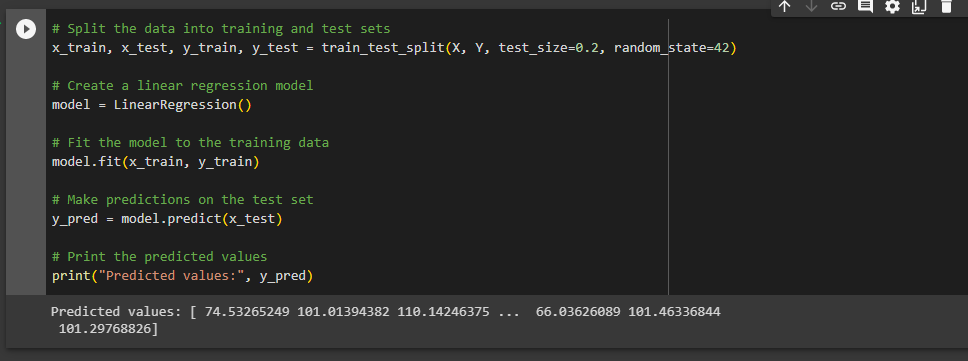 # Split the data into training and test sets
x_train, x_test, y_train, y_test = train_test_split(X, Y, test_size=0.2, random_state=42)
# Create a linear regression model
model = LinearRegression()
# Fit the model to the training data
model.fit(x_train, y_train)
# Make predictions on the test set
y_pred = model.predict(x_test)
# Print the predicted values
print("Predicted values:", y_pred)
Predicted values: [ 74.53265249 101.01394382 110.14246375 ...  66.03626089 101.46336844
 101.29768826]